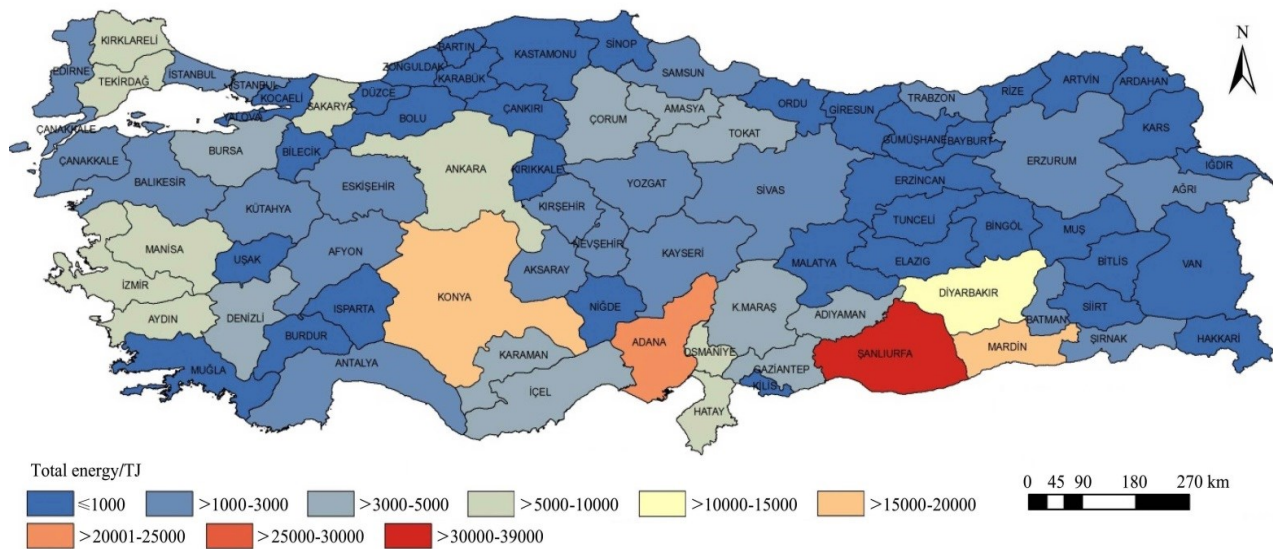 KIRKLARELİ
EDİRNE
TEKİRDAĞ
İSTANBUL
İSTANBUL
KOCAELİ
YALOVA
SAKARYA
DÜZCE
ZONGULDAK
BARTIN
KARABÜK
KASTAMONU
SİNOP
ÇANKIRI
BOLU
SAMSUN
AMASYA
ÇORUM
TOKAT
ORDU
GİRESUN
TRABZON
GÜMÜŞHANE
BAYBURT
RİZE
ARTVİN
ARDAHAN
KARS
IĞDIR
N
ÇANAKKALE
ÇANAKKALE
BALIKESİR
BURSA
BİLECİK
KÜTAHYA
ESKİŞEHİR
ANKARA
KIRIKKALE
KIRŞEHİR
YOZGAT
SİVAS
ERZİNCAN
ERZURUM
AĞRI
MANİSA
UŞAK
AFYON
KONYA
AKSARAY
NEVŞEHİR
KAYSERİ
MALATYA
ELAZIG
TUNCELİ
BİNGÖL
MUŞ
BİTLİS
VAN
İZMİR
AYDIN
DENİZLİ
ISPARTA
BURDUR
MUĞLA
ANTALYA
KARAMAN
İÇEL
NİĞDE
ADANA
OSMANİYE
HATAY
K.MARAŞ
GAZİANTEP
KİLİS
ADIYAMAN
ŞANLIURFA
DİYARBAKIR
MARDİN
BATMAN
SİİRT
ŞIRNAK
HAKKARİ
Total energy/TJ
≤1000 >1000-3000 >3000-5000 >5000-10000 >10000-15000 >15000-20000
>20001-25000 >25000-30000 >30000-39000
0 45 90 180 270 km